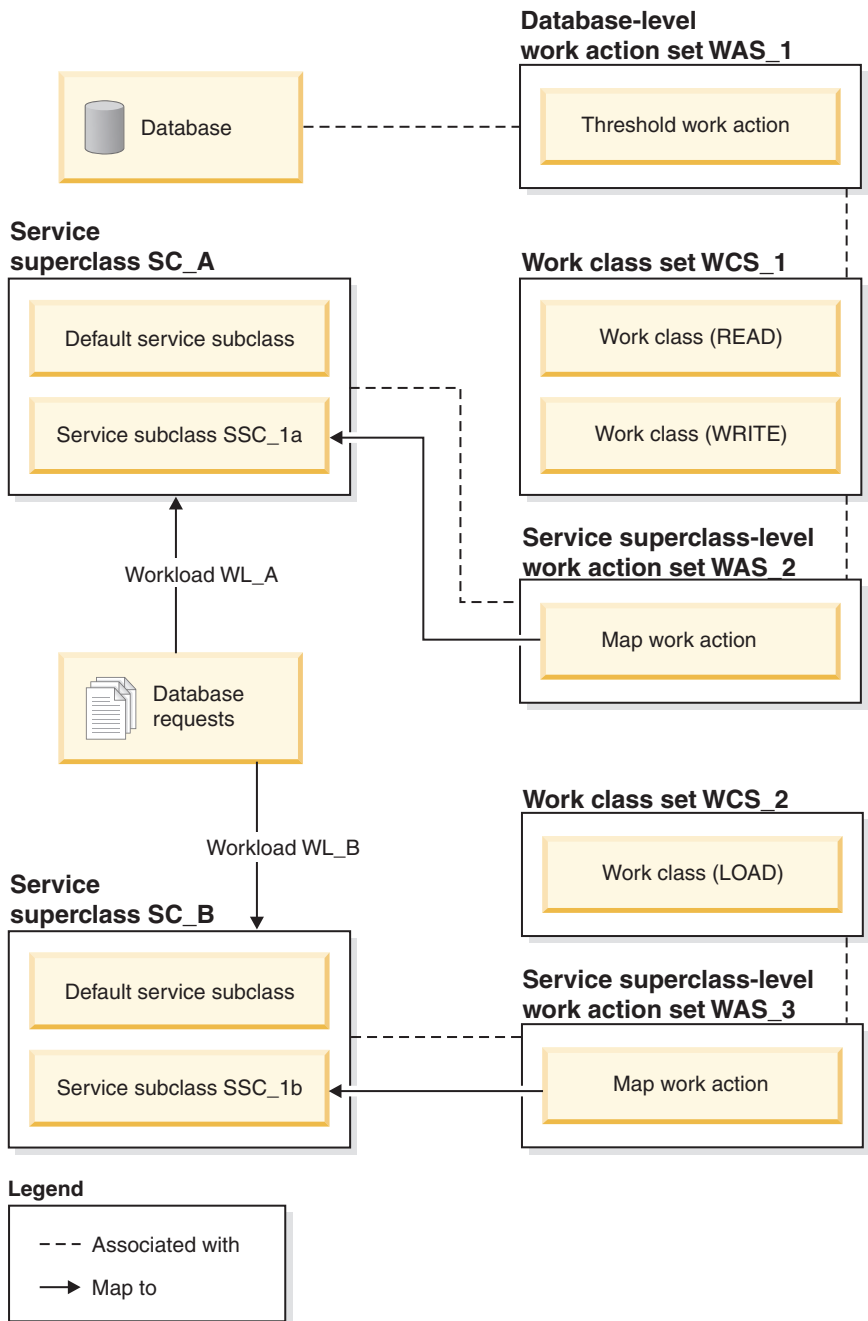 Database-level
work action set WAS_1
Database
Threshold work action
Service
superclass SC_A
Work class set WCS_1
Default service subclass
Work class (READ)
Service subclass SSC_1a
Work class (WRITE)
Service superclass-level
work action set WAS_2
Workload WL_A
Map work action
Database
requests
Work class set WCS_2
Workload WL_B
Work class (LOAD)
Service
superclass SC_B
Default service subclass
Service superclass-level
work action set WAS_3
Service subclass SSC_1b
Map work action
Legend
Associated with
Map to